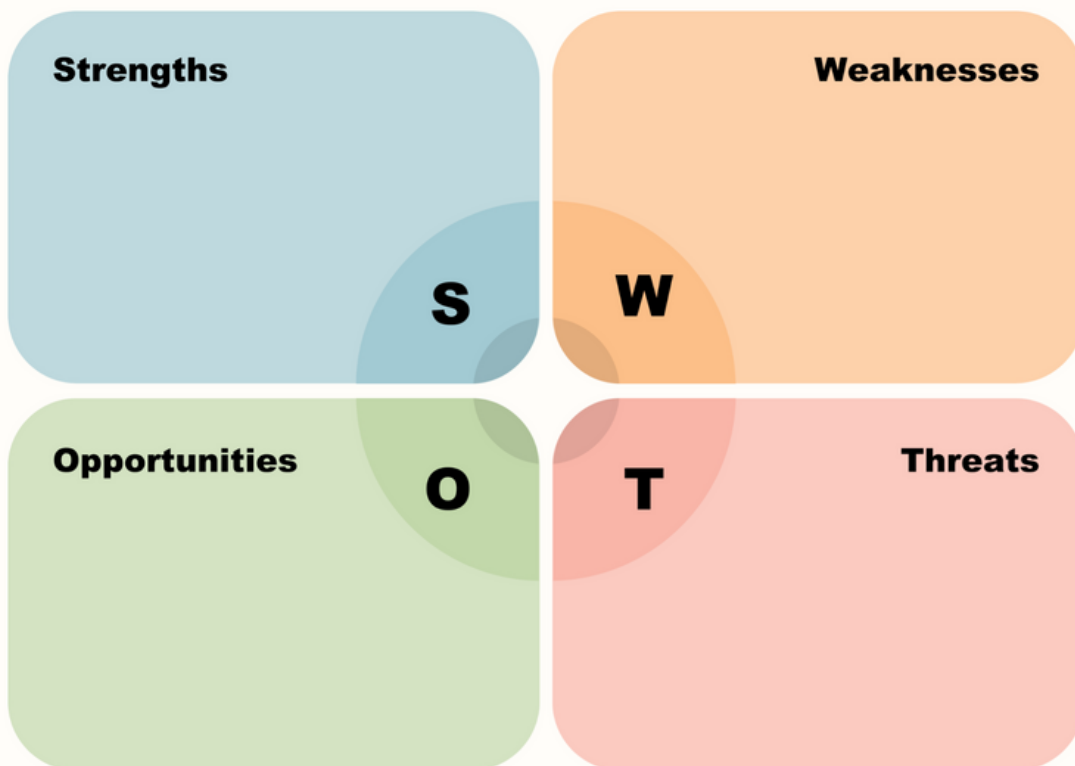 Strengths
Weaknesses
S
W
Opportunities
Threats
O
T